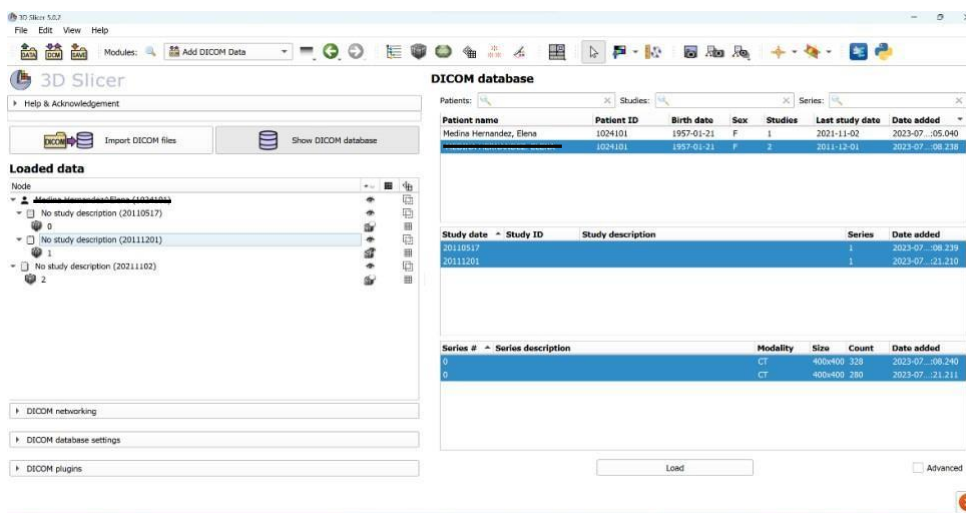 3D Slicer 5.0.2
File Edit View Help
DATA DCM SAVE Modules: Add DICOM Data
3D Slicer
Help & Acknowledgement
DICOM Import DICOM files Show DICOM database
Loaded data
Node
No study description (20110517)
0
No study description (20111201)
1
No study description (20211102)
2
DICOM networking
DICOM database settings
DICOM plugins
DICOM database
Patients: Studies: Series:
Patient name Patient ID Birth date Sex Studies Last study date Date added
Medina Hernandez, Elena 1024101 1957-01-21 F 1 2021-11-02 2023-07...:05.040
1024101 1957-01-21 F 2 2011-12-01 2023-07...:08.238
Study date Study ID Study description Series Date added
20110517 1 2023-07...:08.239
20111201 1 2023-07...:21.210
Series # Series description Modality Size Count Date added
0 CT 400x400 328 2023-07...:08.240
0 CT 400x400 280 2023-07...:21.211
Load Advanced